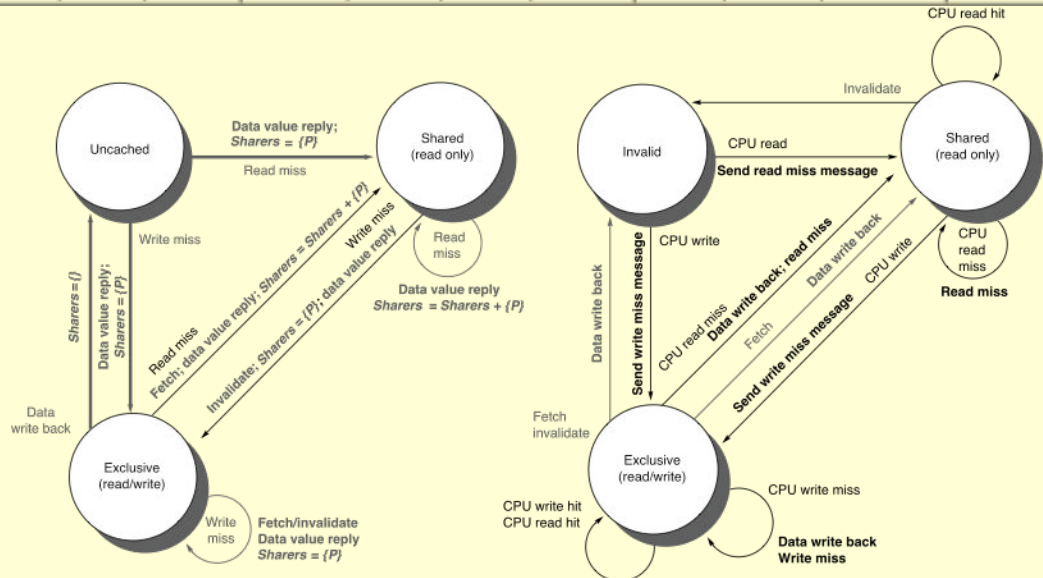 Uncached
Data value reply;
Sharers = {P}
Read miss
Shared
(read only)
Write miss
Sharers = {}
Data value reply;
Sharers = {P}
Read miss
Fetch; data value reply; Sharers = Sharers + {P}
Write miss
Invalidate; Sharers = {P}; data value reply
Read
miss
Data value reply
Sharers = Sharers + {P}
Data
write back
Exclusive
(read/write)
Write
miss
Fetch/invalidate
Data value reply
Sharers = {P}
CPU read hit
Invalidate
Invalid
CPU read
Send read miss message
Shared
(read only)
CPU write
Send write miss message
Data write back
CPU read miss
Data write back; read miss
Fetch
Data write back
CPU write
Send write miss message
CPU
read
miss
Read miss
Fetch
invalidate
Exclusive
(read/write)
CPU write hit
CPU read hit
CPU write miss
Data write back
Write miss